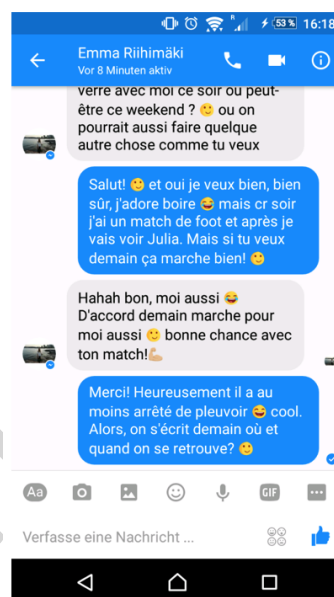 R 53 % 16:18
Emma Riihimäki
Vor 8 Minuten aktiv
verre avec moi ce soir ou peut-
être ce weekend ? 🙂 ou on
pourrait aussi faire quelque
autre chose comme tu veux
Salut! 🙂 et oui je veux bien, bien
sûr, j'adore boire 😂 mais cr soir
j'ai un match de foot et après je
vais voir Julia. Mais si tu veux
demain ça marche bien! 🙂
Hahah bon, moi aussi 😂
D'accord demain marche pour
moi aussi 🙂 bonne chance avec
ton match!💪🏼
Merci! Heureusement il a au
moins arrêté de pleuvoir 😂 cool.
Alors, on s'écrit demain où et
quand on se retrouve? 🙂
Aa GIF
Verfasse eine Nachricht ...